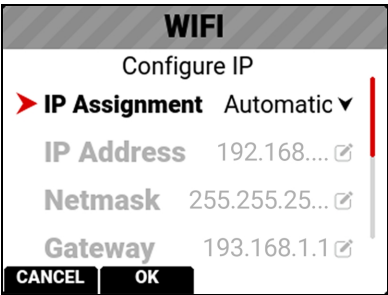 WIFI
Configure IP
IP Assignment Automatic
IP Address 192.168....
Netmask 255.255.25...
Gateway 193.168.1.1
CANCEL OK